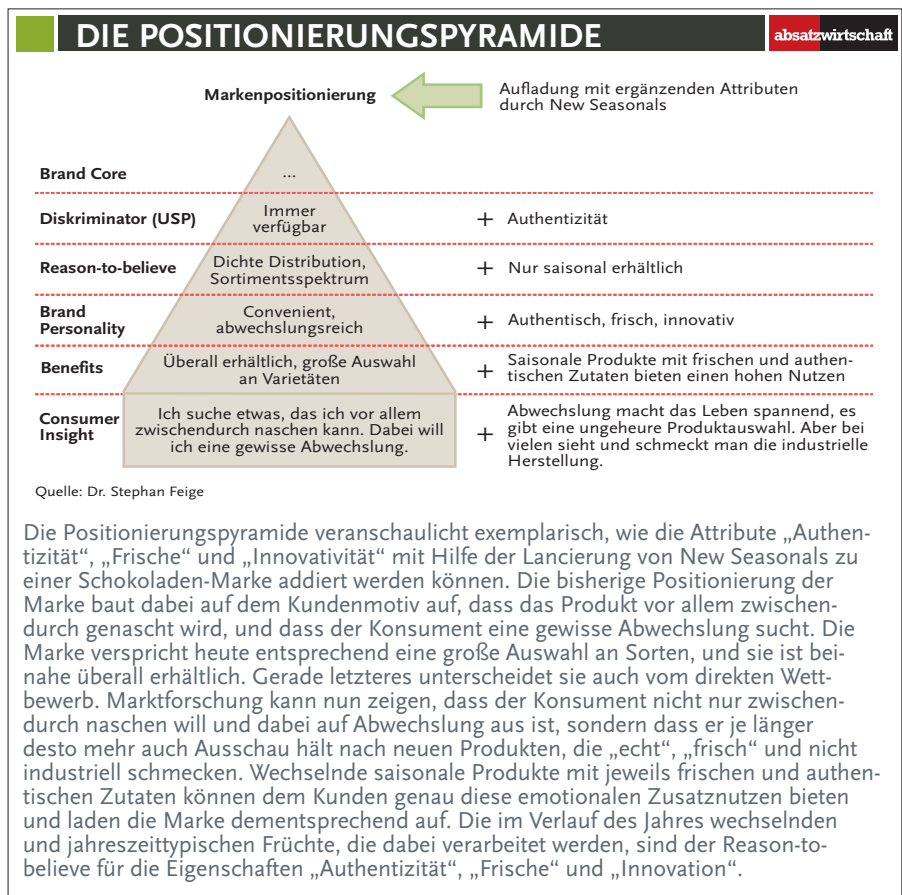 DIE POSITIONIERUNGSPYRAMIDE
absatzwirtschaft
Markenpositionierung
Aufladung mit ergänzenden Attributen
durch New Seasonals
Brand Core
...
Diskriminator (USP)
Immer
verfügbar
+ Authentizität
Reason-to-believe
Dichte Distribution,
Sortimentsspektrum
+ Nur saisonal erhältlich
Brand
Personality
Convenient,
abwechslungsreich
+ Authentisch, frisch, innovativ
Benefits
Überall erhältlich, große Auswahl
an Varietäten
+ Saisonale Produkte mit frischen und authen-
tischen Zutaten bieten einen hohen Nutzen
Consumer
Insight
Ich suche etwas, das ich vor allem
zwischendurch naschen kann. Dabei will
ich eine gewisse Abwechslung.
+ Abwechslung macht das Leben spannend, es
gibt eine ungeheure Produktauswahl. Aber bei
vielen sieht und schmeckt man die industrielle
Herstellung.
Quelle: Dr. Stephan Feige
Die Positionierungspyramide veranschaulicht exemplarisch, wie die Attribute „Authen-
tizität“, „Frische“ und „Innovativität“ mit Hilfe der Lancierung von New Seasonals zu
einer Schokoladen-Marke addiert werden können. Die bisherige Positionierung der
Marke baut dabei auf dem Kundenmotiv auf, dass das Produkt vor allem zwischen-
durch genascht wird, und dass der Konsument eine gewisse Abwechslung sucht. Die
Marke verspricht heute entsprechend eine große Auswahl an Sorten, und sie ist bei-
nahe überall erhältlich. Gerade letzteres unterscheidet sie auch vom direkten Wett-
bewerb. Marktforschung kann nun zeigen, dass der Konsument nicht nur zwischen-
durch naschen will und dabei auf Abwechslung aus ist, sondern dass er je länger
desto mehr auch Ausschau hält nach neuen Produkten, die „echt“, „frisch“ und nicht
industriell schmecken. Wechselnde saisonale Produkte mit jeweils frischen und authen-
tischen Zutaten können dem Kunden genau diese emotionalen Zusatznutzen bieten
und laden die Marke dementsprechend auf. Die im Verlauf des Jahres wechselnden
und jahreszeittypischen Früchte, die dabei verarbeitet werden, sind der Reason-to-
believe für die Eigenschaften „Authentizität“, „Frische“ und „Innovation“.